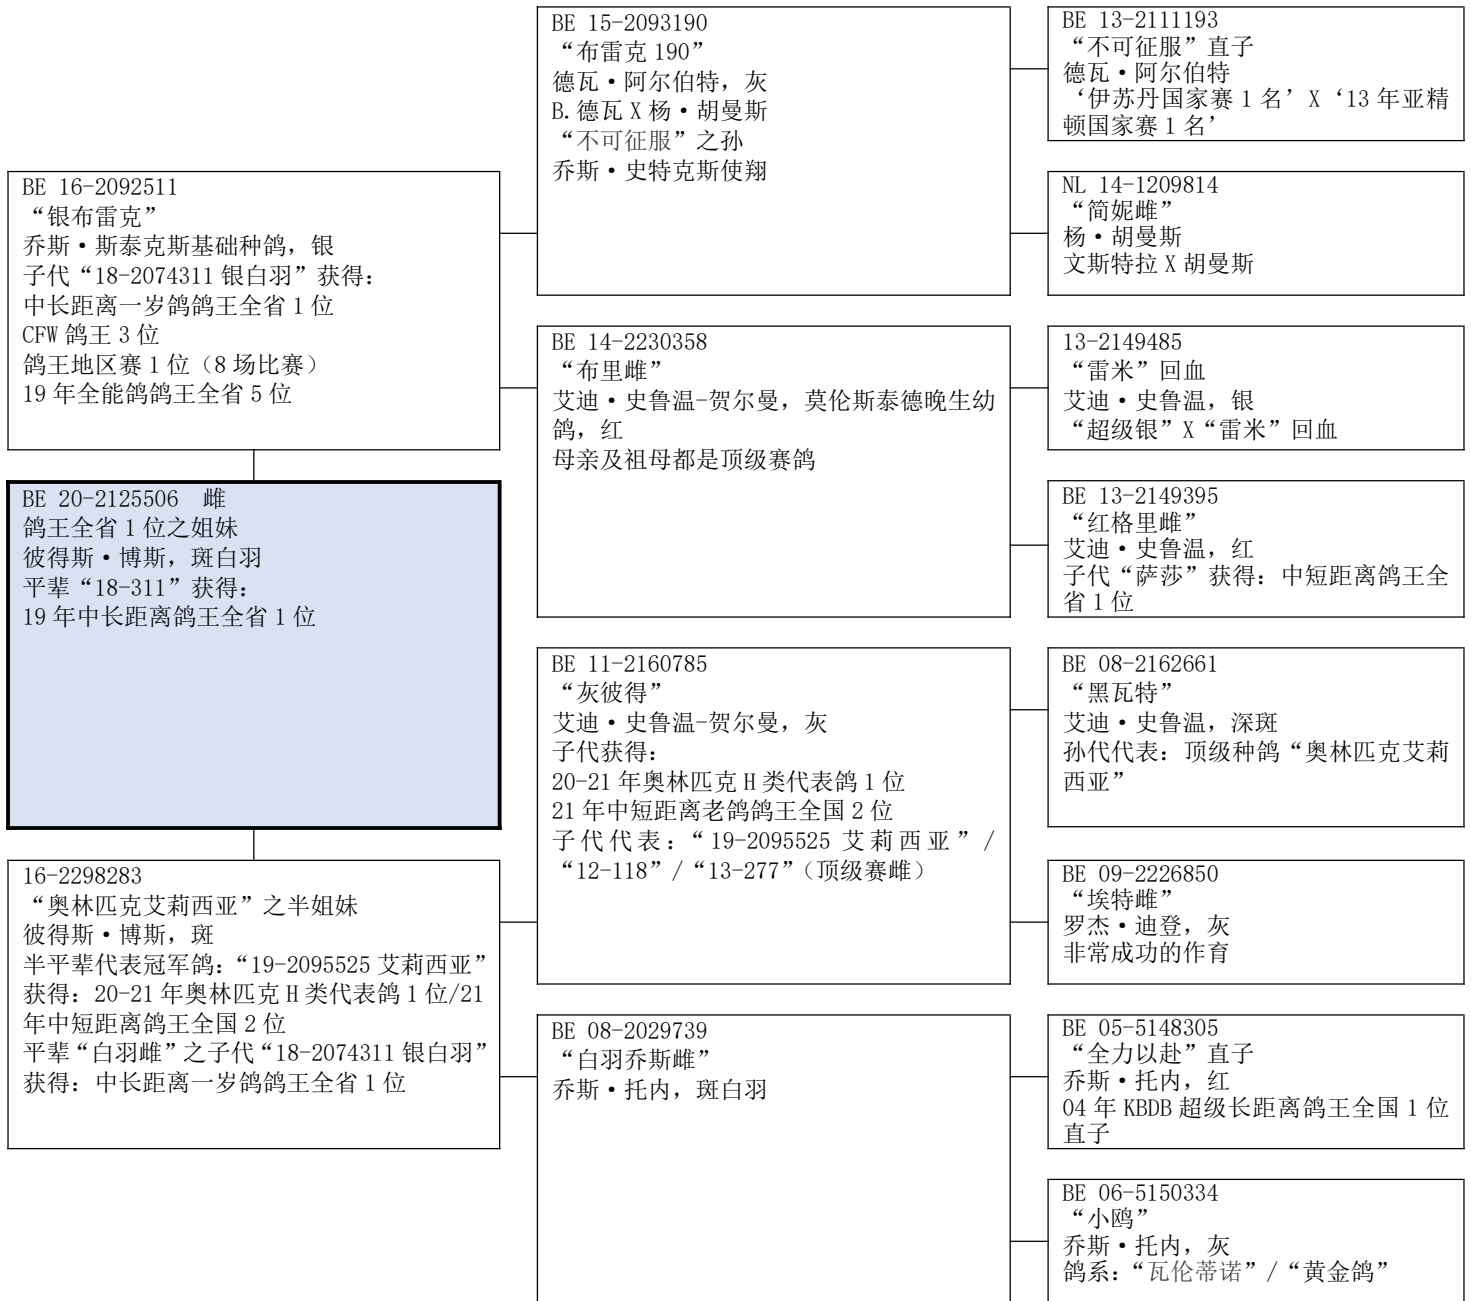 BE 16-2092511
“银布雷克”
乔斯·斯泰克斯基础种鸽，银
子代“18-2074311 银白羽”获得：
中长距离一岁鸽鸽王全省 1 位
CFW 鸽王 3 位
鸽王地区赛 1 位（8 场比赛）
19 年全能鸽鸽王全省 5 位
BE 20-2125506 雌
鸽王全省 1 位之姐妹
彼得斯·博斯，斑白羽
平辈“18-311”获得：
19 年中长距离鸽王全省 1 位
16-2298283
“奥林匹克艾莉西亚”之半姐妹
彼得斯·博斯，斑
半平辈代表冠军鸽：“19-2095525 艾莉西亚”
获得：20-21 年奥林匹克 H 类代表鸽 1 位/21
年中短距离鸽王全国 2 位
平辈“白羽雌”之子代“18-2074311 银白羽”
获得：中长距离一岁鸽鸽王全省 1 位
BE 15-2093190
“布雷克 190”
德瓦·阿尔伯特，灰
B.德瓦 X 杨·胡曼斯
“不可征服”之孙
乔斯·史特克斯使翔
BE 14-2230358
“布里雌”
艾迪·史鲁温-贺尔曼，莫伦斯泰德晚生幼
鸽，红
母亲及祖母都是顶级赛鸽
BE 11-2160785
“灰彼得”
艾迪·史鲁温-贺尔曼，灰
子代获得：
20-21 年奥林匹克 H 类代表鸽 1 位
21 年中短距离老鸽鸽王全国 2 位
子代代表：“19-2095525 艾莉西亚”/
“12-118”/“13-277”（顶级赛雌）
BE 08-2029739
“白羽乔斯雌”
乔斯·托内，斑白羽
BE 13-2111193
“不可征服”直子
德瓦·阿尔伯特
‘伊苏丹国家赛 1 名’X‘13 年亚精
顿国家赛 1 名’
NL 14-1209814
“简妮雌”
杨·胡曼斯
文斯特拉 X 胡曼斯
13-2149485
“雷米”回血
艾迪·史鲁温，银
“超级银”X“雷米”回血
BE 13-2149395
“红格里雌”
艾迪·史鲁温，红
子代“萨莎”获得：中短距离鸽王全
省 1 位
BE 08-2162661
“黑瓦特”
艾迪·史鲁温，深斑
孙代代表：顶级种鸽“奥林匹克艾莉
西亚”
BE 09-2226850
“埃特雌”
罗杰·迪登，灰
非常成功的作育
BE 05-5148305
“全力以赴”直子
乔斯·托内，红
04 年 KBDB 超级长距离鸽王全国 1 位
直子
BE 06-5150334
“小鸥”
乔斯·托内，灰
鸽系：“瓦伦蒂诺”/“黄金鸽”